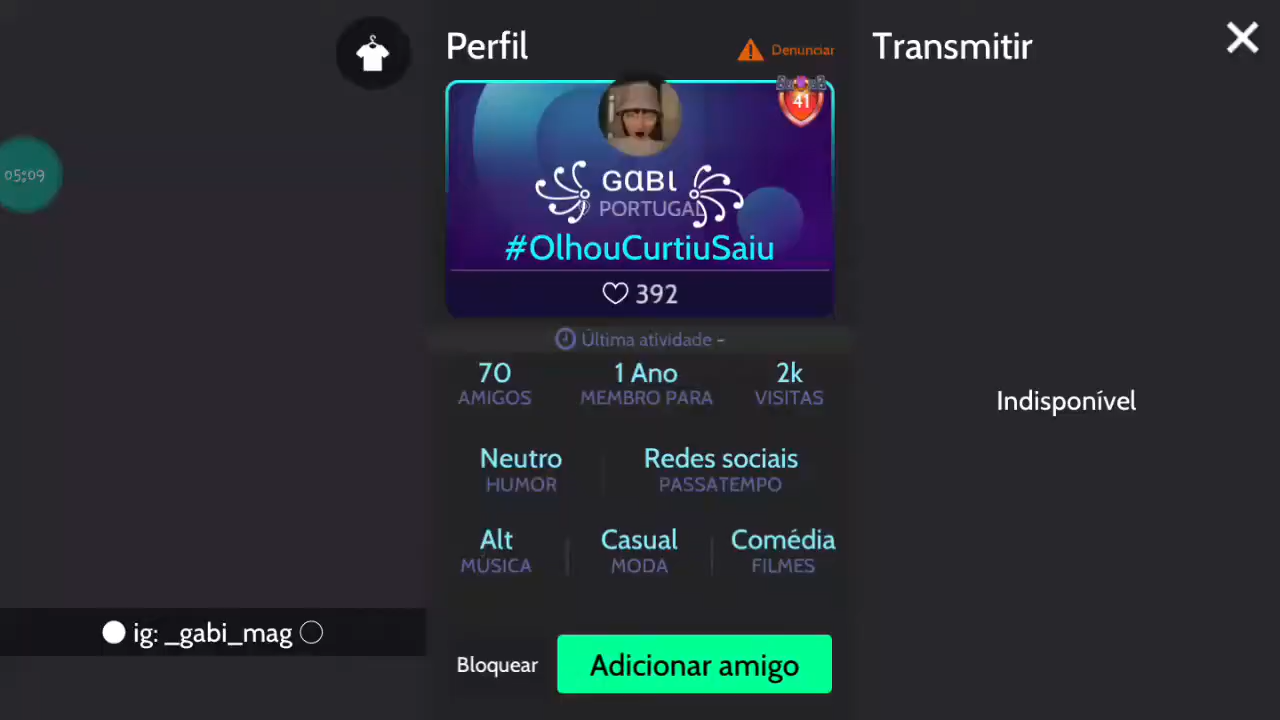 Perfil
Denunciar
Transmitir
41
05:09
GABI
PORTUGAL
#OlhouCurtiuSaiu
392
Última atividade -
70
1 Ano
2k
AMIGOS
MEMBRO PARA
VISITAS
Neutro
Redes sociais
HUMOR
PASSATEMPO
Indisponível
Alt
Casual
Comédia
MÚSICA
MODA
FILMES
ig: _gabi_mag
Bloquear
Adicionar amigo